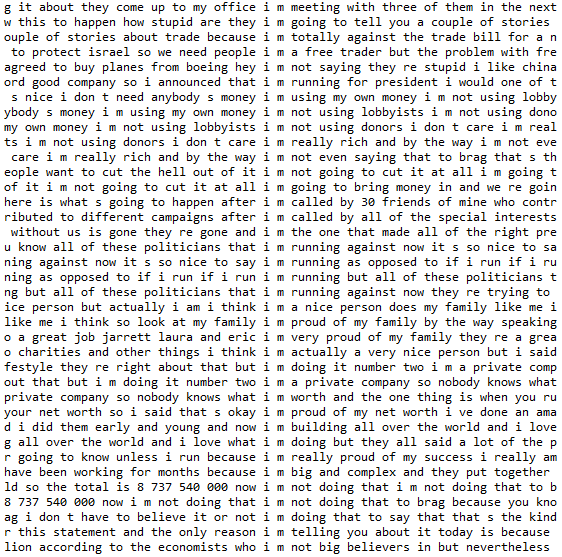 g it about they come up to my office i m meeting with three of them in the next
w this to happen how stupid are they i m going to tell you a couple of stories
ouple of stories about trade because i m totally against the trade bill for a n
to protect israel so we need people i m a free trader but the problem with fre
agreed to buy planes from boeing hey i m not saying they re stupid i like china
ord good company so i announced that i m running for president i would one of t
s nice i don t need anybody s money i m using my own money i m not using lobby
ybody s money i m using my own money i m not using lobbyists i m not using dono
my own money i m not using lobbyists i m not using donors i don t care i m real
ts i m not using donors i don t care i m really rich and by the way i m not eve
care i m really rich and by the way i m not even saying that to brag that s th
eople want to cut the hell out of it i m not going to cut it at all i m going t
of it i m not going to cut it at all i m going to bring money in and we re goin
here is what s going to happen after i m called by 30 friends of mine who contr
ributed to different campaigns after i m called by all of the special interests
without us is gone they re gone and i m the one that made all of the right pre
u know all of these politicians that i m running against now it s so nice to sa
ning against now it s so nice to say i m running as opposed to if i run if i ru
ning as opposed to if i run if i run i m running but all of these politicians t
ng but all of these politicians that i m running against now they re trying to
ice person but actually i am i think i m a nice person does my family like me i
like me i think so look at my family i m proud of my family by the way speaking
o a great job jarrett laura and eric i m very proud of my family they re a grea
o charities and other things i think i m actually a very nice person but i said
festyle they re right about that but i m doing it number two i m a private comp
out that but i m doing it number two i m a private company so nobody knows what
private company so nobody knows what i m worth and the one thing is when you ru
your net worth so i said that s okay i m proud of my net worth i ve done an ama
d i did them early and young and now i m building all over the world and i love
g all over the world and i love what i m doing but they all said a lot of the p
r going to know unless i run because i m really proud of my success i really am
have been working for months because i m big and complex and they put together
ld so the total is 8 737 540 000 now i m not doing that i m not doing that to b
8 737 540 000 now i m not doing that i m not doing that to brag because you kno
ag i don t have to believe it or not i m doing that to say that that s the kind
r this statement and the only reason i m telling you about it today is because
lion according to the economists who i m not big believers in but nevertheless